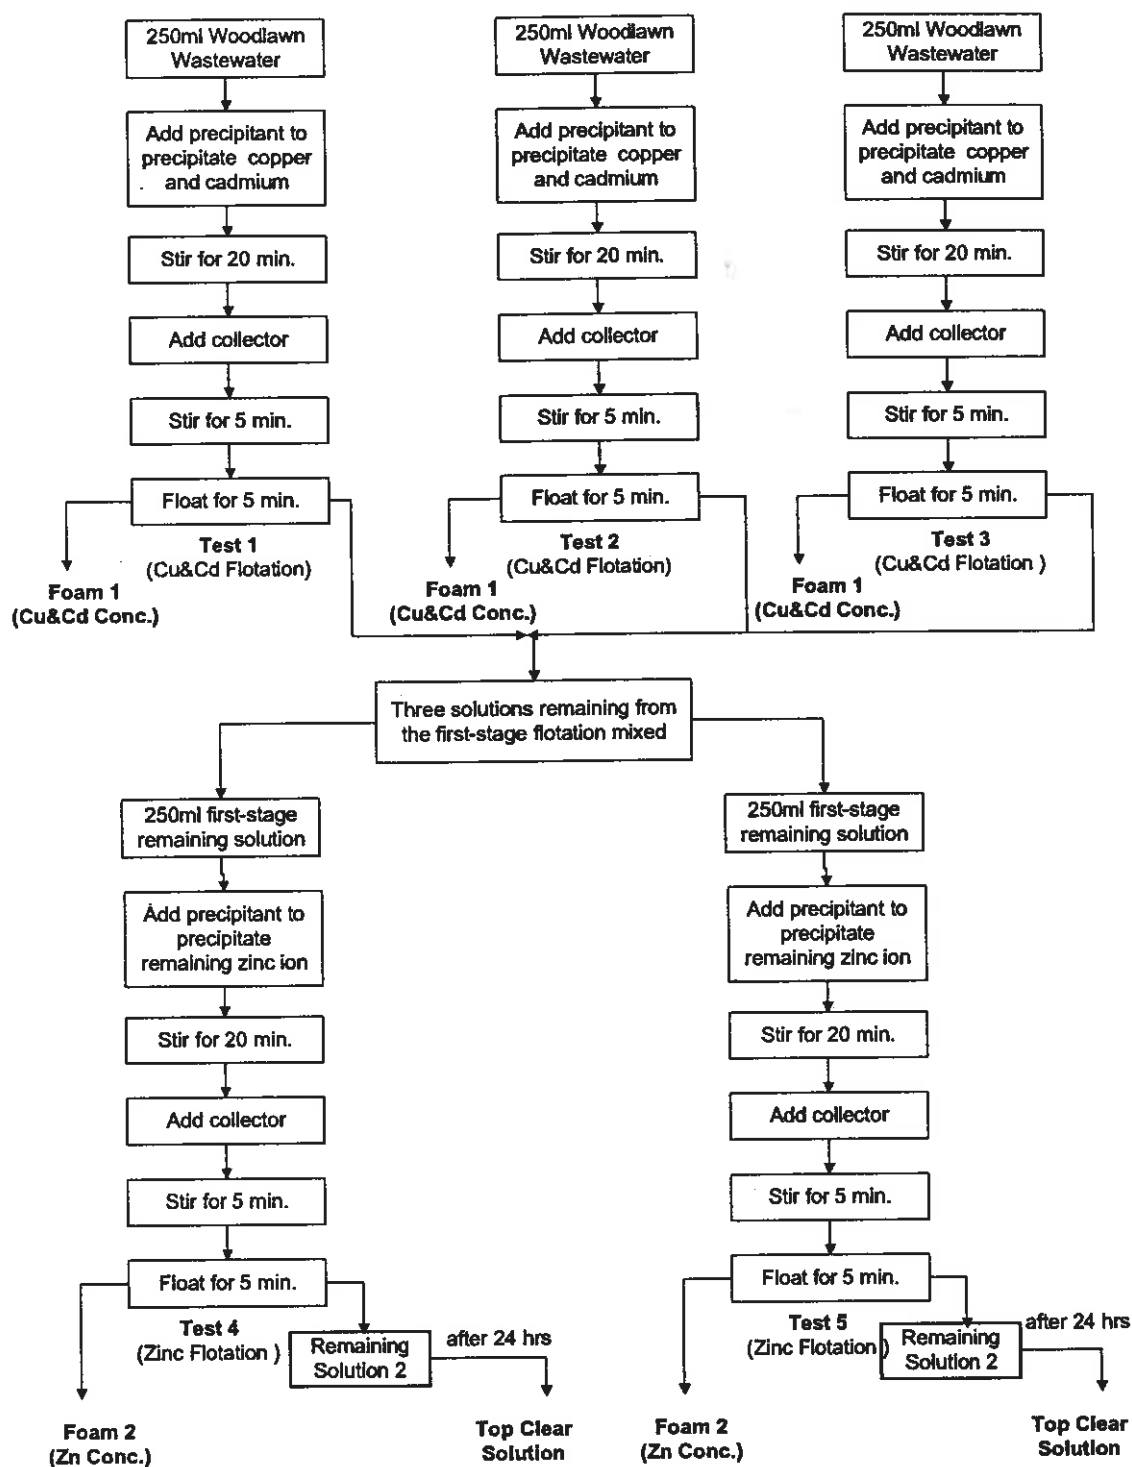 250ml Woodlawn
Wastewater
Add precipitant to
precipitate copper
and cadmium
Stir for 20 min.
Add collector
Stir for 5 min.
Float for 5 min.
Test 1
(Cu&Cd Flotation)
Foam 1
(Cu&Cd Conc.)
250ml Woodlawn
Wastewater
Add precipitant to
precipitate copper
and cadmium
Stir for 20 min.
Add collector
Stir for 5 min.
Float for 5 min.
Test 2
(Cu&Cd Flotation)
Foam 1
(Cu&Cd Conc.)
250ml Woodlawn
Wastewater
Add precipitant to
precipitate copper
and cadmium
Stir for 20 min.
Add collector
Stir for 5 min.
Float for 5 min.
Test 3
(Cu&Cd Flotation )
Foam 1
(Cu&Cd Conc.)
Three solutions remaining from
the first-stage flotation mixed
250ml first-stage
remaining solution
Add precipitant to
precipitate
remaining zinc ion
Stir for 20 min.
Add collector
Stir for 5 min.
Float for 5 min.
Test 4
(Zinc Flotation )
Remaining
Solution 2
after 24 hrs
Foam 2
(Zn Conc.)
Top Clear
Solution
250ml first-stage
remaining solution
Add precipitant to
precipitate
remaining zinc ion
Stir for 20 min.
Add collector
Stir for 5 min.
Float for 5 min.
Test 5
(Zinc Flotation )
Remaining
Solution 2
after 24 hrs
Foam 2
(Zn Conc.)
Top Clear
Solution